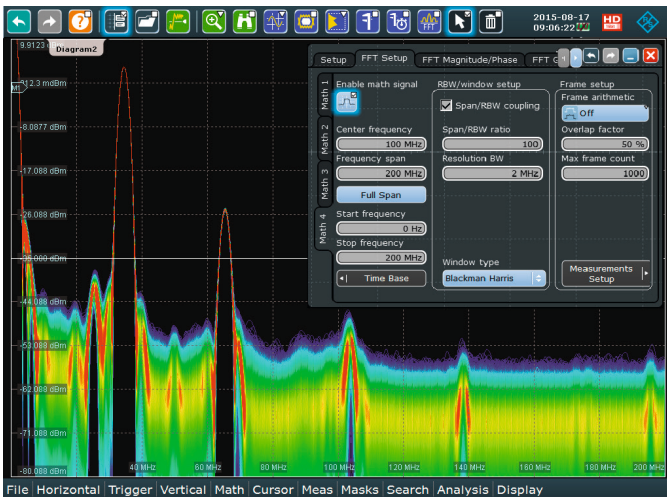 2015-08-17
09:06:22
HD
9.9123
Diagram2
M1
912.3 mdBm
-8.0877 dBm
-17.088 dBm
-26.088 dBm
-35.088 dBm
-44.088 dBm
-53.088 dBm
-62.088 dBm
-71.088 dBm
-80.088 dBm
Setup
FFT Setup
FFT Magnitude/Phase
FFT G
Math 1
Math 2
Math 3
Math 4
Enable math signal
Center frequency
100 MHz
Frequency span
200 MHz
Full Span
Start frequency
0 Hz
Stop frequency
200 MHz
Time Base
RBW/window setup
Span/RBW coupling
Span/RBW ratio
100
Resolution BW
2 MHz
Window type
Blackman Harris
Frame setup
Frame arithmetic
Off
Overlap factor
50 %
Max frame count
1000
Measurements
Setup
40 MHz
60 MHz
80 MHz
100 MHz
120 MHz
140 MHz
160 MHz
180 MHz
200 MHz
File Horizontal Trigger Vertical Math Cursor Meas Masks Search Analysis Display